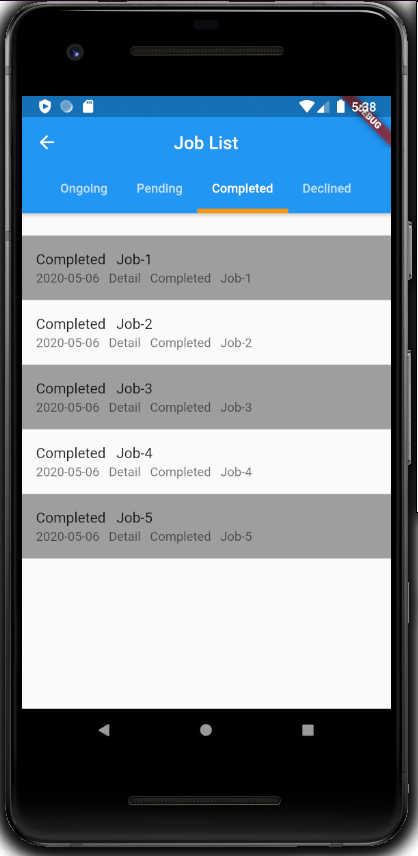 5:38
DEBUG
Job List
Ongoing Pending Completed Declined
Completed Job-1
2020-05-06 Detail Completed Job-1
Completed Job-2
2020-05-06 Detail Completed Job-2
Completed Job-3
2020-05-06 Detail Completed Job-3
Completed Job-4
2020-05-06 Detail Completed Job-4
Completed Job-5
2020-05-06 Detail Completed Job-5